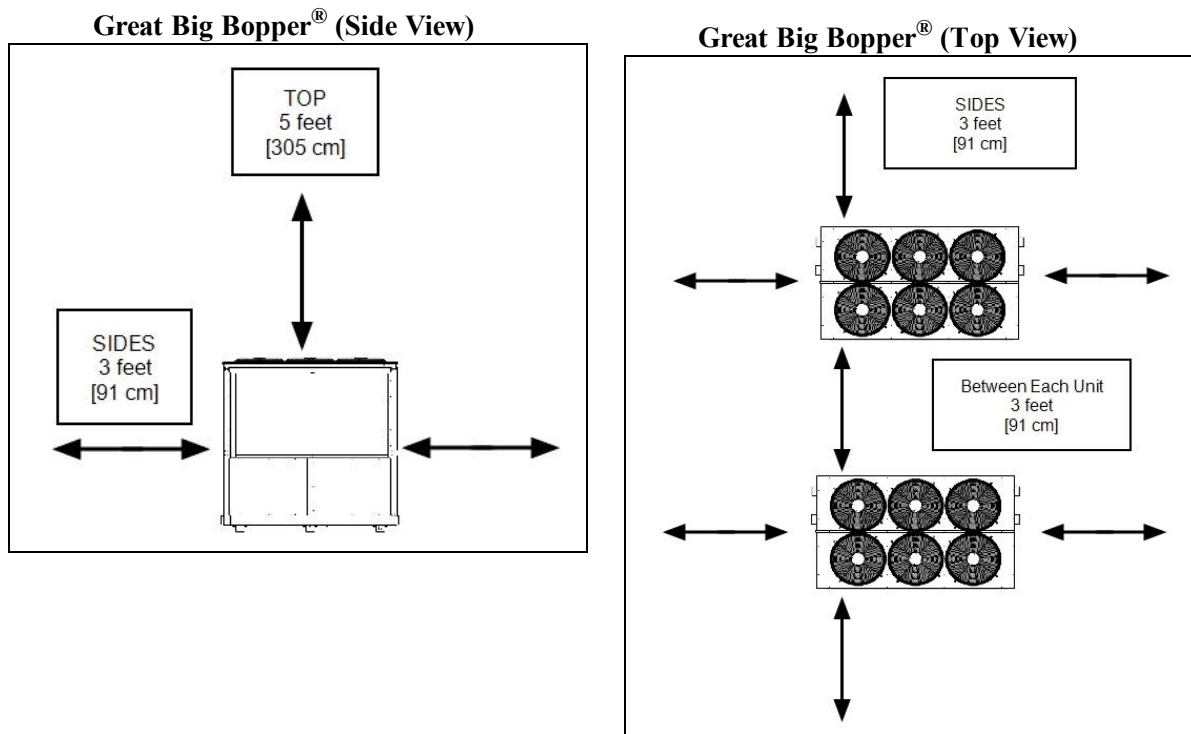 Great Big Bopper® (Side View)
TOP
5 feet
[305 cm]
SIDES
3 feet
[91 cm]
Great Big Bopper® (Top View)
SIDES
3 feet
[91 cm]
Between Each Unit
3 feet
[91 cm]